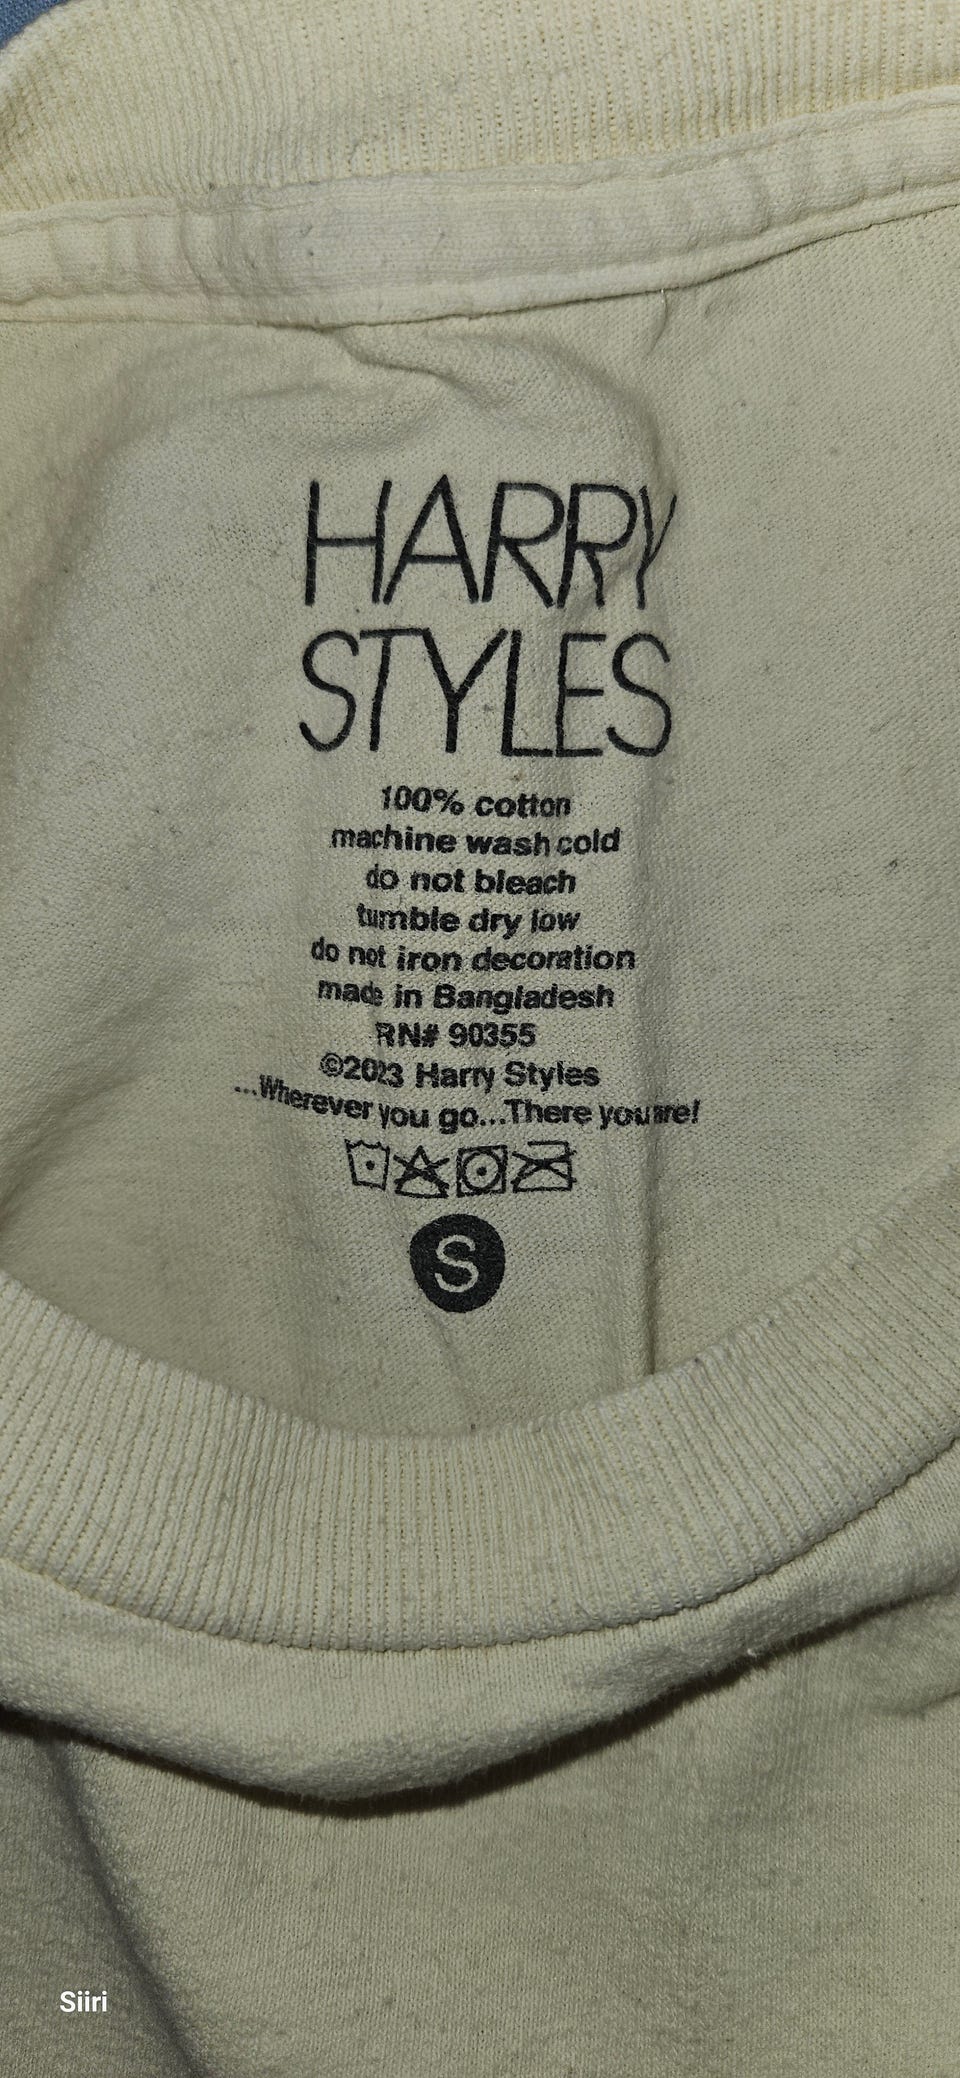 HARRY
STYLES
100% cotton
machine wash cold
do not bleach
tumble dry low
do not iron decoration
made in Bangladesh
RN# 90355
©2023 Harry Styles
...Wherever you go...There you are!
S
Siiri